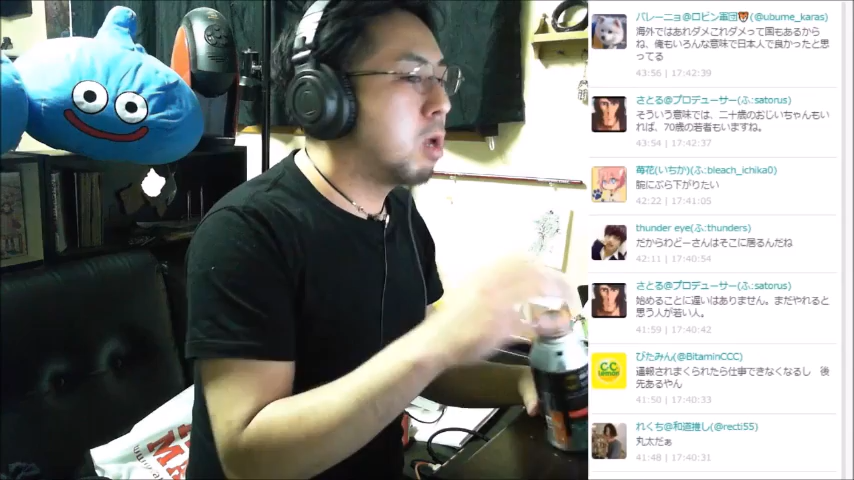 バレーニョ@ロビン軍団🐻(@ubume_karas)
海外ではあれダメこれダメって国もあるからな、俺もいろんな意味で日本人で良かったと思ってる
43:56 | 17:42:39
さとる@プロデューサー(ふ:satorus)
そういう意味では、二十歳のおじいちゃんもいれば、70歳の若者もいますね。
43:54 | 17:42:37
苺花(いちか)(ふ:bleach_ichika0)
腕にぶら下がりたい
42:22 | 17:41:05
thunder eye(ふ:thunders)
だからわどーさんはそこに居るんだね
42:11 | 17:40:54
さとる@プロデューサー(ふ:satorus)
始めることに遅いはありません。まだやれると思う人が若い人。
41:59 | 17:40:42
びたみん(@BitaminCCC)
通報されまくられたら仕事できなくなるし 後先あるやん
41:50 | 17:40:33
れくち@和道推し(@recti55)
丸太だぁ
41:48 | 17:40:31
CC
Lemon